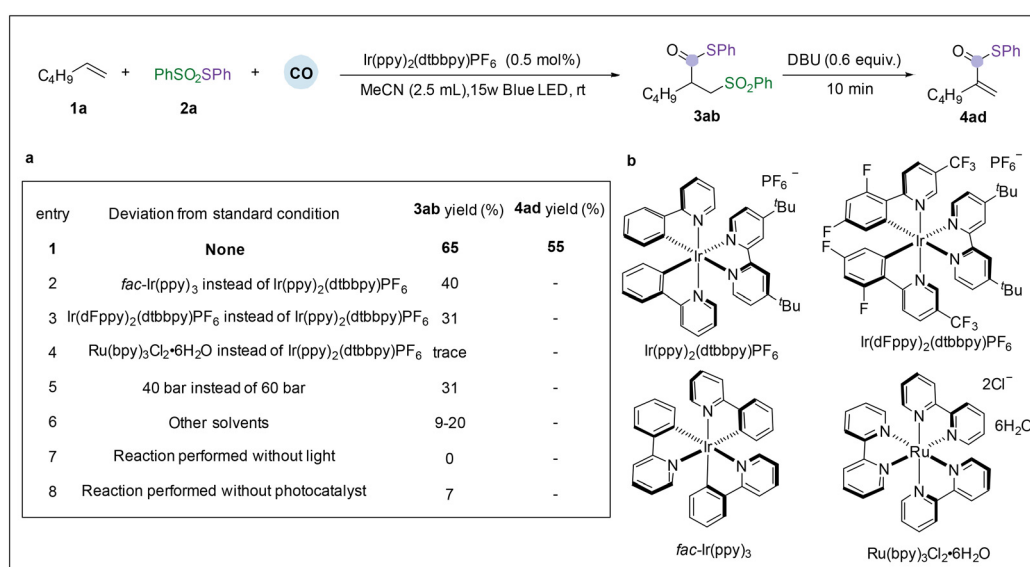 C4H9
1a
+
PhSO2SPh
2a
+
CO
Ir(ppy)2(dtbbpy)PF6 (0.5 mol%)
MeCN (2.5 mL),15w Blue LED, rt
O
SPh
C4H9
SO2Ph
3ab
DBU (0.6 equiv.)
10 min
O
SPh
C4H9
4ad
a
entry Deviation from standard condition 3ab yield (%) 4ad yield (%)
1 None 65 55
2 fac-Ir(ppy)3 instead of Ir(ppy)2(dtbbpy)PF6 40 -
3 Ir(dFppy)2(dtbbpy)PF6 instead of Ir(ppy)2(dtbbpy)PF6 31 -
4 Ru(bpy)3Cl2•6H2O instead of Ir(ppy)2(dtbbpy)PF6 trace -
5 40 bar instead of 60 bar 31 -
6 Other solvents 9-20 -
7 Reaction performed without light 0 -
8 Reaction performed without photocatalyst 7 -
b
PF6−
tBu
N
N
Ir
N
N
tBu
Ir(ppy)2(dtbbpy)PF6
CF3
PF6−
F
tBu
N
F
N
F
Ir
N
N
F
tBu
CF3
Ir(dFppy)2(dtbbpy)PF6
N
Ir
N
N
fac-Ir(ppy)3
2Cl−
6H2O
N
N
N
Ru
N
N
N
Ru(bpy)3Cl2•6H2O